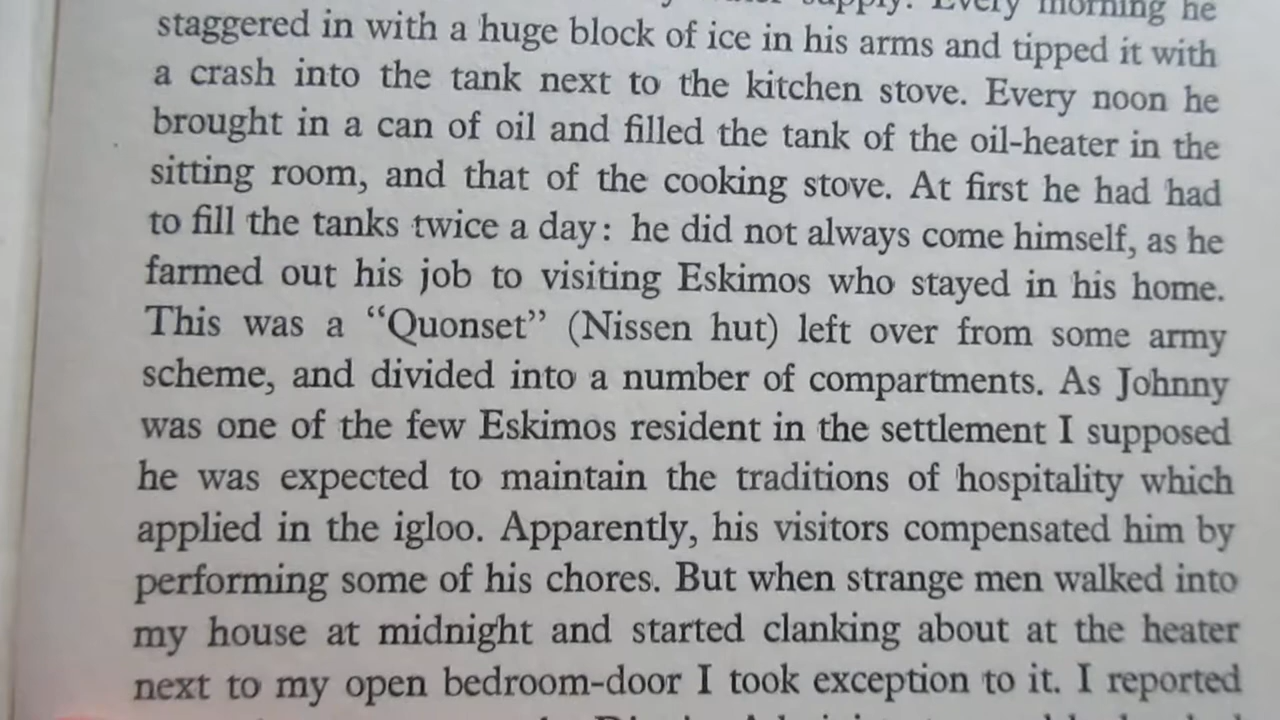 supply. Every morning he
staggered in with a huge block of ice in his arms and tipped it with
a crash into the tank next to the kitchen stove. Every noon he
brought in a can of oil and filled the tank of the oil-heater in the
sitting room, and that of the cooking stove. At first he had had
to fill the tanks twice a day: he did not always come himself, as he
farmed out his job to visiting Eskimos who stayed in his home.
This was a “Quonset” (Nissen hut) left over from some army
scheme, and divided into a number of compartments. As Johnny
was one of the few Eskimos resident in the settlement I supposed
he was expected to maintain the traditions of hospitality which
applied in the igloo. Apparently, his visitors compensated him by
performing some of his chores. But when strange men walked into
my house at midnight and started clanking about at the heater
next to my open bedroom-door I took exception to it. I reported